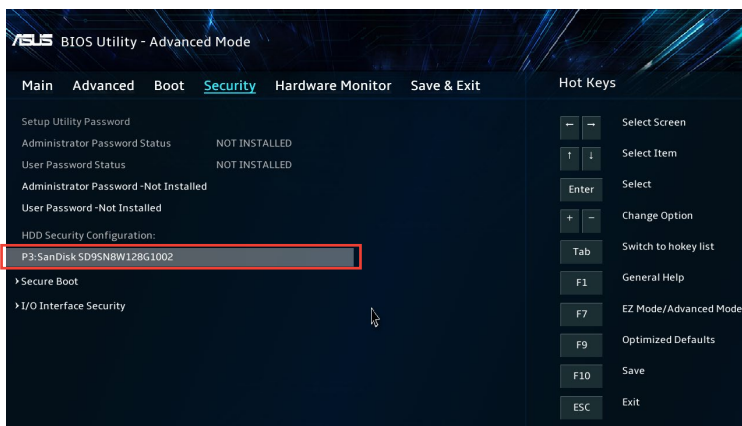 ASUS BIOS Utility - Advanced Mode
Main Advanced Boot Security Hardware Monitor Save & Exit
Setup Utility Password
Administrator Password Status NOT INSTALLED
User Password Status NOT INSTALLED
Administrator Password -Not Installed
User Password -Not Installed
HDD Security Configuration:
P3:SanDisk SD9SN8W128G1002
Secure Boot
I/O Interface Security
Hot Keys
← → Select Screen
↑ ↓ Select Item
Enter Select
+ − Change Option
Tab Switch to hokey list
F1 General Help
F7 EZ Mode/Advanced Mode
F9 Optimized Defaults
F10 Save
ESC Exit